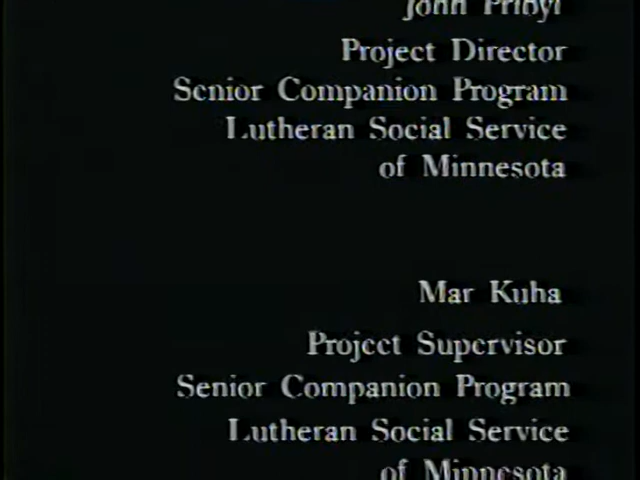 John Pribyl
Project Director
Senior Companion Program
Lutheran Social Service
of Minnesota
Mar Kuha
Project Supervisor
Senior Companion Program
Lutheran Social Service
of Minnesota